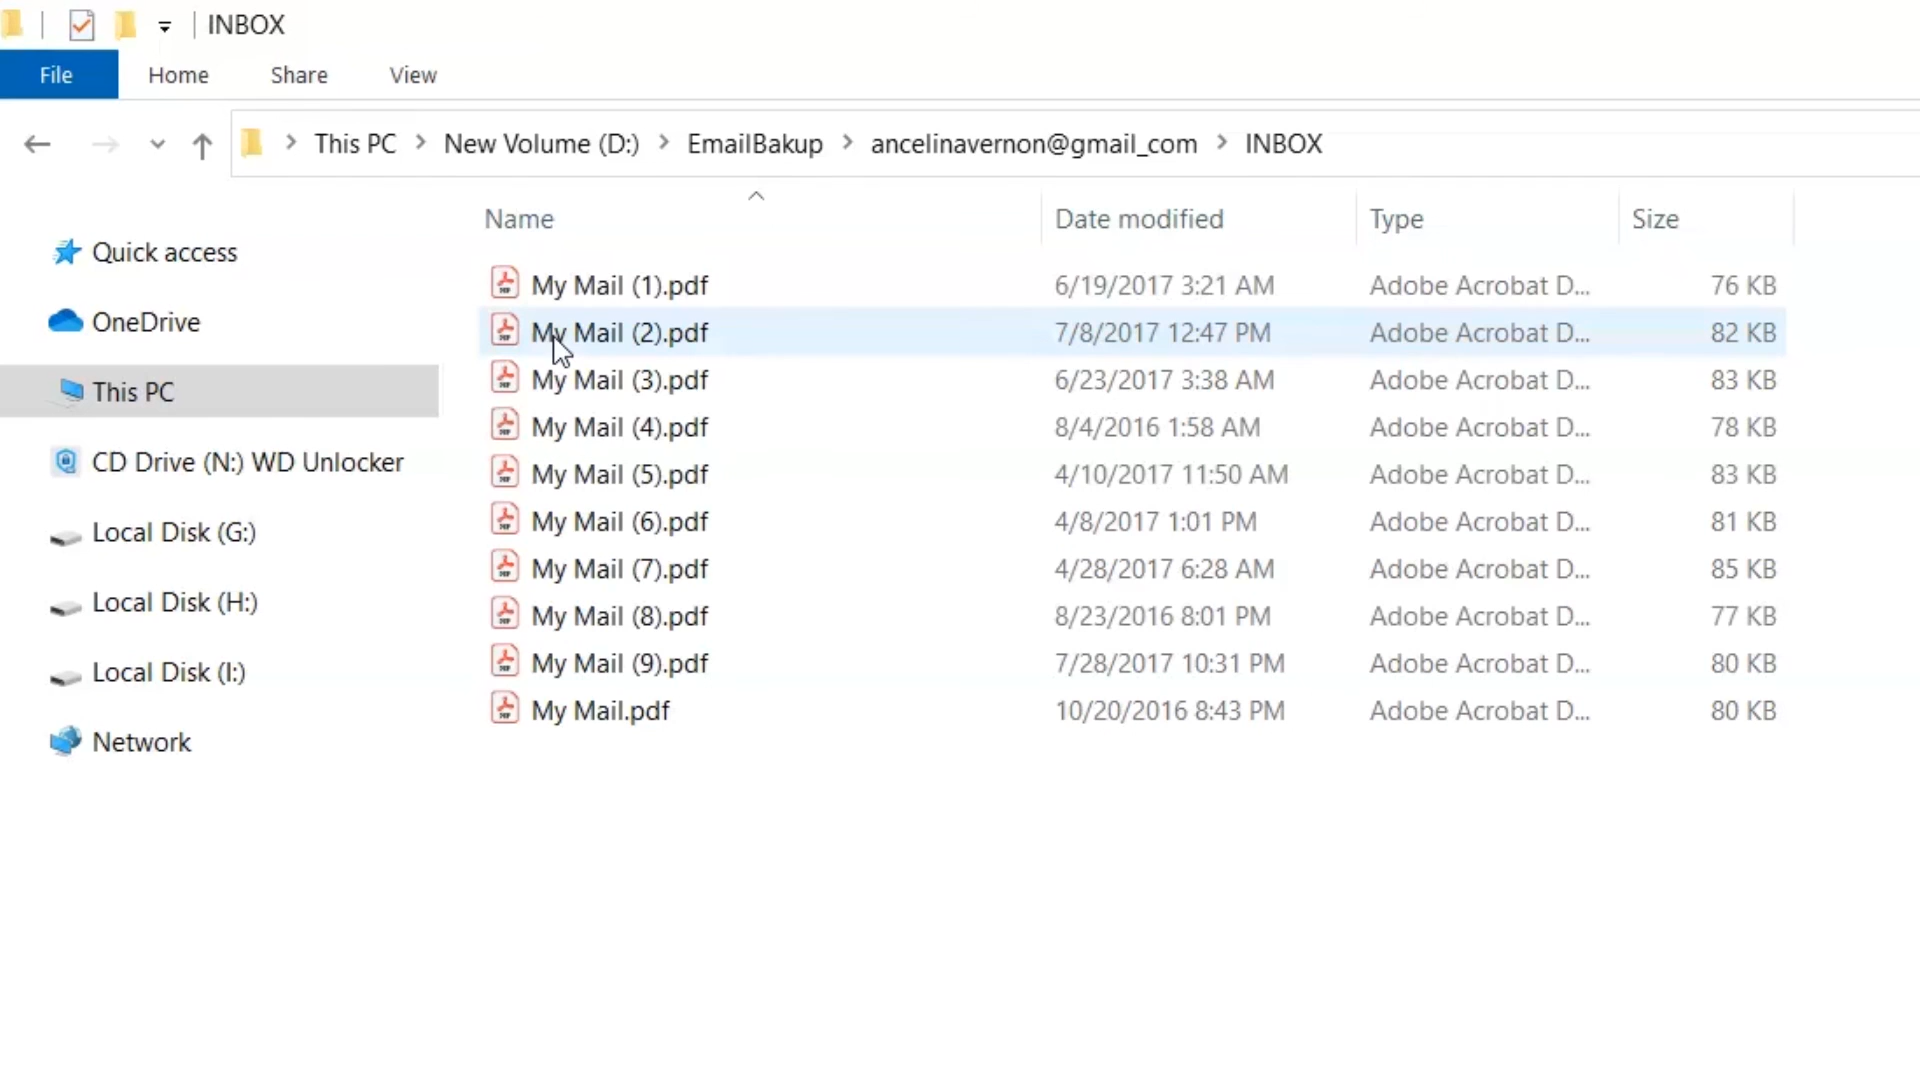 INBOX
File Home Share View
This PC New Volume (D:) EmailBakup ancelinavernon@gmail_com INBOX
Name Date modified Type Size
Quick access
OneDrive
This PC
CD Drive (N:) WD Unlocker
Local Disk (G:)
Local Disk (H:)
Local Disk (I:)
Network
My Mail (1).pdf 6/19/2017 3:21 AM Adobe Acrobat D... 76 KB
My Mail (2).pdf 7/8/2017 12:47 PM Adobe Acrobat D... 82 KB
My Mail (3).pdf 6/23/2017 3:38 AM Adobe Acrobat D... 83 KB
My Mail (4).pdf 8/4/2016 1:58 AM Adobe Acrobat D... 78 KB
My Mail (5).pdf 4/10/2017 11:50 AM Adobe Acrobat D... 83 KB
My Mail (6).pdf 4/8/2017 1:01 PM Adobe Acrobat D... 81 KB
My Mail (7).pdf 4/28/2017 6:28 AM Adobe Acrobat D... 85 KB
My Mail (8).pdf 8/23/2016 8:01 PM Adobe Acrobat D... 77 KB
My Mail (9).pdf 7/28/2017 10:31 PM Adobe Acrobat D... 80 KB
My Mail.pdf 10/20/2016 8:43 PM Adobe Acrobat D... 80 KB